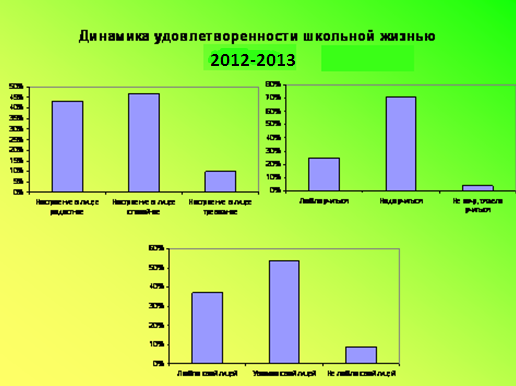 Динамика удовлетворенности школьной жизнью
2012-2013
50%
45%
40%
35%
30%
25%
20%
15%
10%
5%
0%
Настроение в лицее радостное
Настроение в лицее спокойное
Настроение в лицее тревожное
80%
70%
60%
50%
40%
30%
20%
10%
0%
Люблю учиться
Надо учиться
Не хочу,
учиться
60%
50%
40%
30%
20%
10%
0%
Люблю свой лицей
свой лицей
Не люблю свой лицей